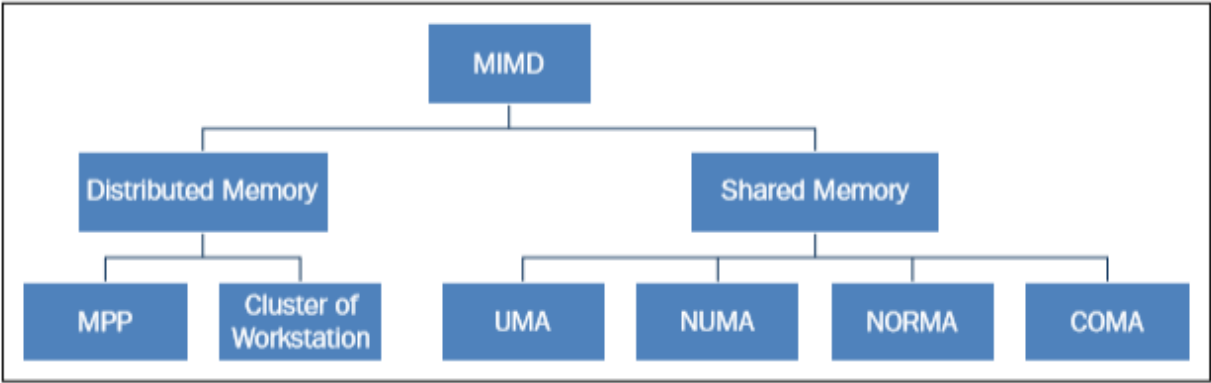 MIMD
Distributed Memory
Shared Memory
MPP
Cluster of
Workstation
UMA
NUMA
NORMA
COMA